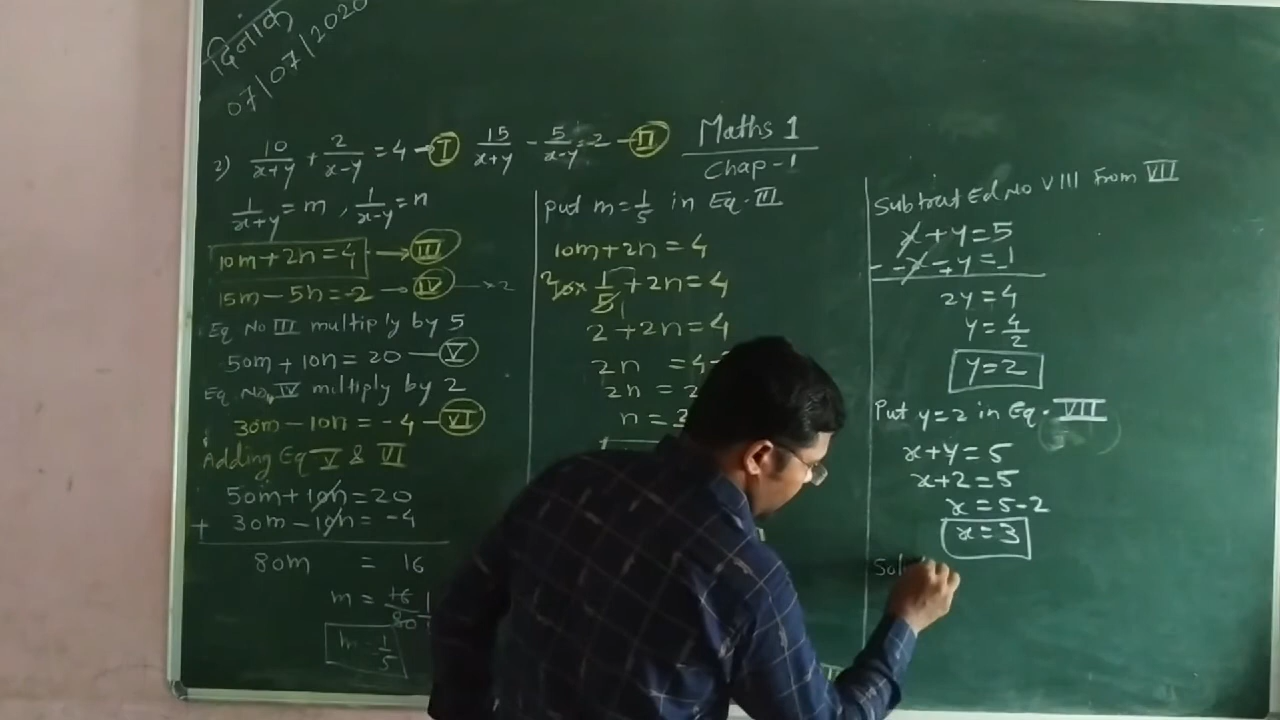 दिनांक
07/07/2020
2) 10/(x+y) + 2/(x-y) = 4 → I 15/(x+y) - 5/(x-y) = -2 — II
1/(x+y) = m, 1/(x-y) = n
10m + 2n = 4 → III
15m - 5n = -2 → IV ×2
Eq No III multiply by 5
50m + 10n = 20 — V
Eq No. IV multiply by 2
30m - 10n = -4 — VI
Adding Eq V & VI
50m + 10n = 20
+ 30m - 10n = -4
80m = 16
m = 16/80
m = 1/5
Maths 1
Chap - 1
Put m = 1/5 in Eq - III
10m + 2n = 4
2 10 × 1/5 + 2n = 4
2 + 2n = 4
2n = 4-
2n = 2
n =
Subtract Eq No VIII From VII
x + y = 5
- x - y = 1
2y = 4
y = 4/2
y = 2
Put y = 2 in Eq - VII
x + y = 5
x + 2 = 5
x = 5 - 2
x = 3
Sol